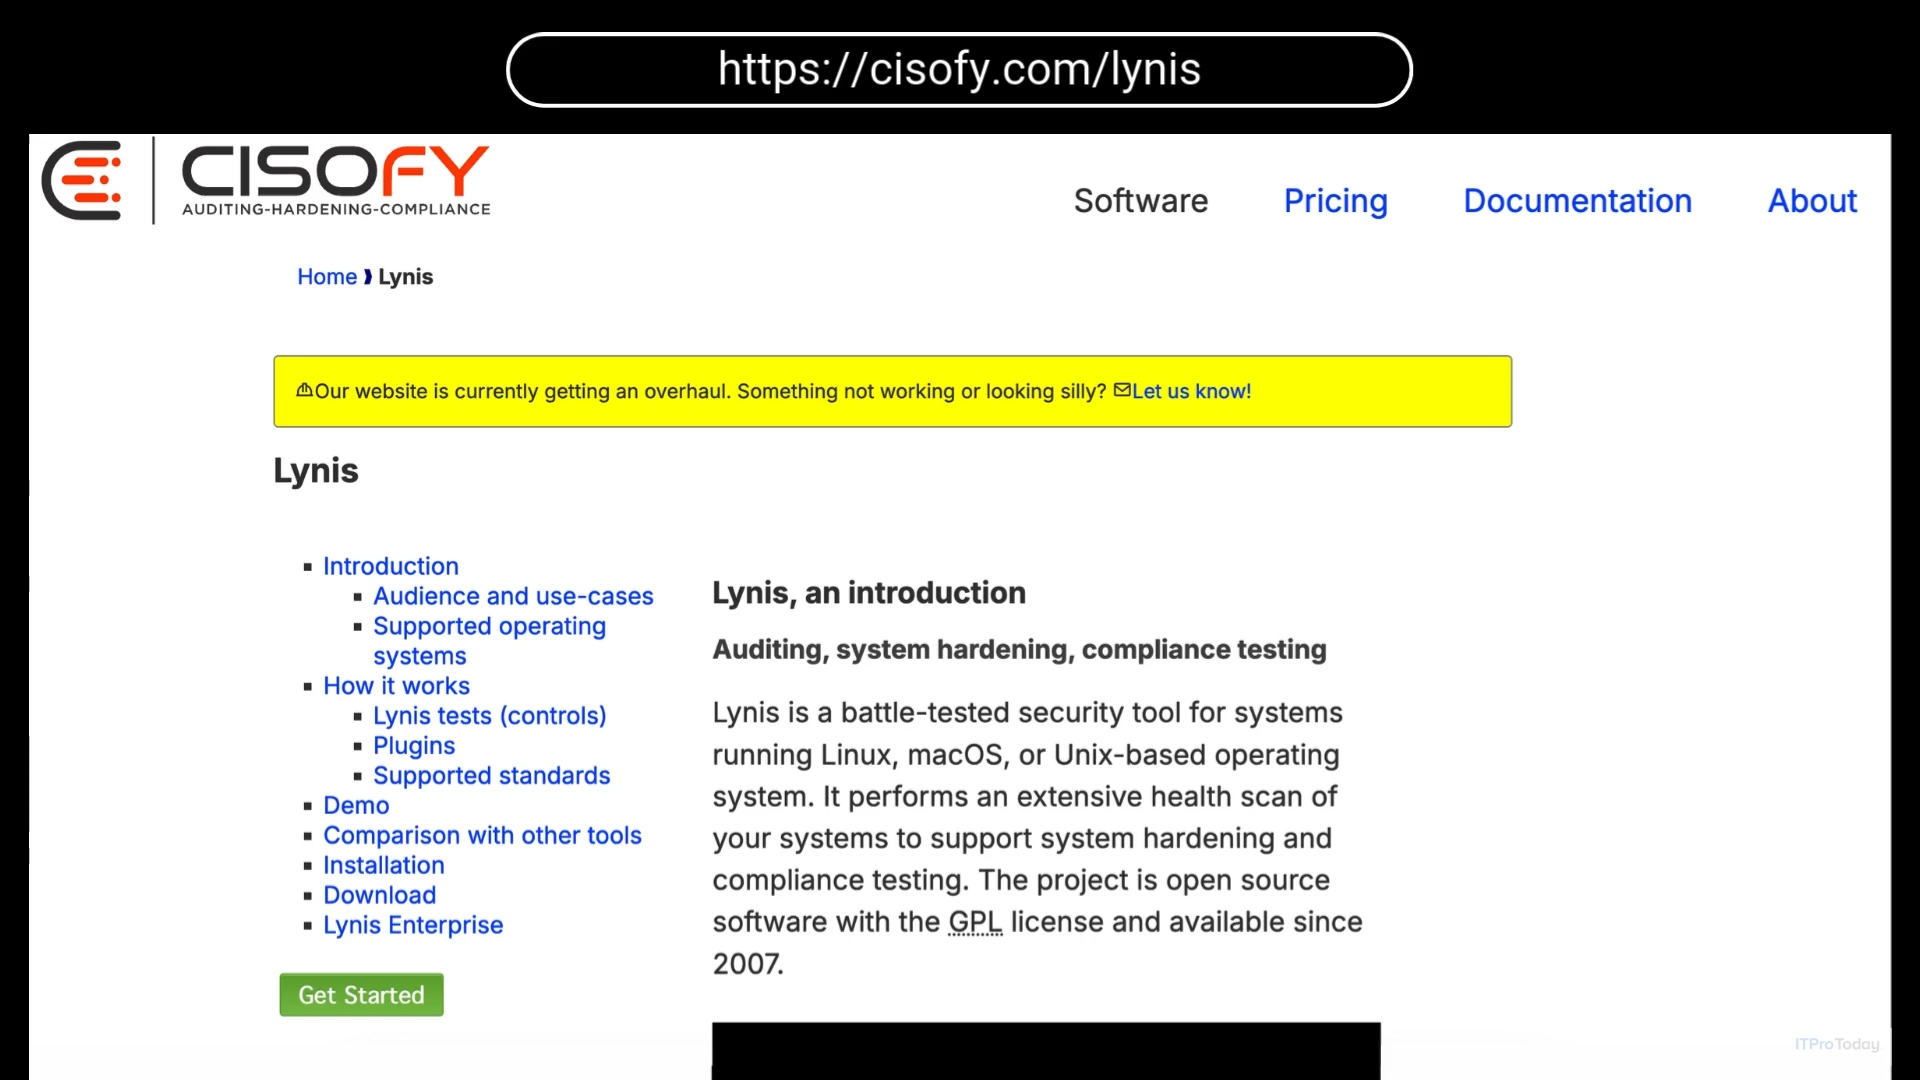 https://cisofy.com/lynis
CISOFY
AUDITING-HARDENING-COMPLIANCE
Software Pricing Documentation About
Home Lynis
Our website is currently getting an overhaul. Something not working or looking silly? Let us know!
Lynis
Introduction
Audience and use-cases
Supported operating
systems
How it works
Lynis tests (controls)
Plugins
Supported standards
Demo
Comparison with other tools
Installation
Download
Lynis Enterprise
Get Started
Lynis, an introduction
Auditing, system hardening, compliance testing
Lynis is a battle-tested security tool for systems
running Linux, macOS, or Unix-based operating
system. It performs an extensive health scan of
your systems to support system hardening and
compliance testing. The project is open source
software with the GPL license and available since
2007.
ITProToday